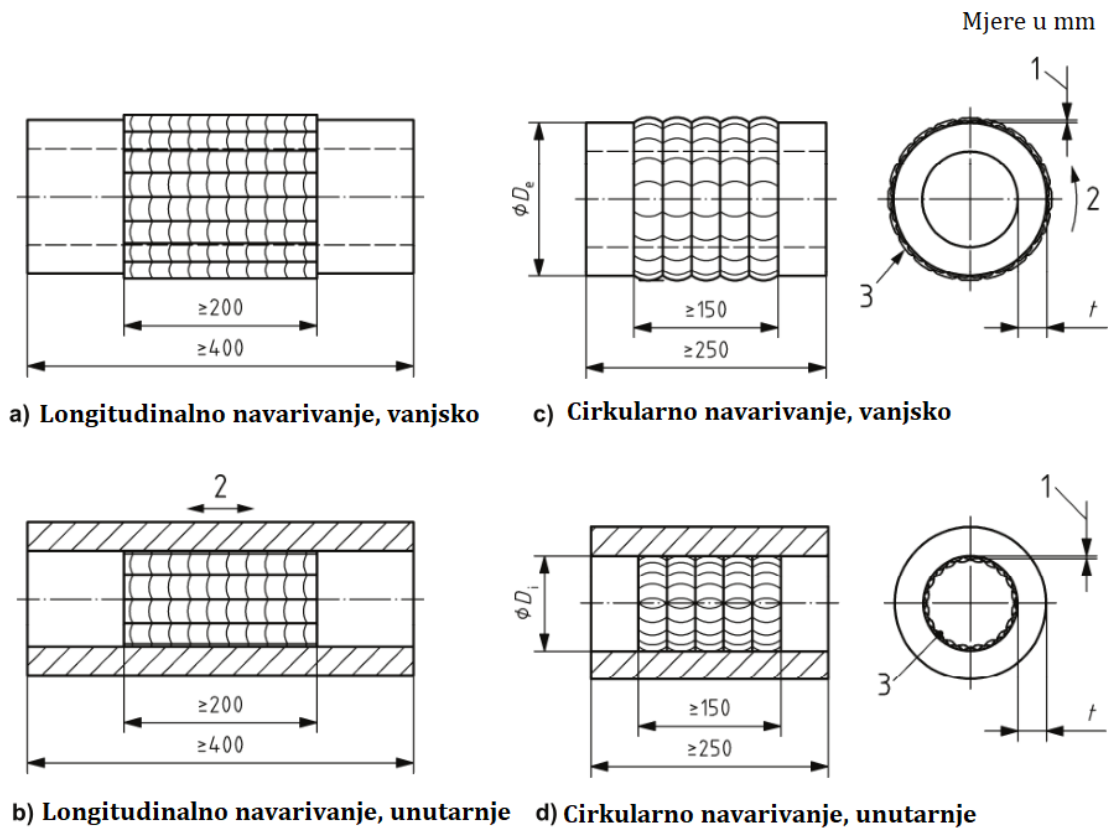 Mjere u mm
1
2
3
t
ϕDₑ
≥200
≥400
≥150
≥250
a) Longitudinalno navarivanje, vanjsko
c) Cirkularno navarivanje, vanjsko
2
1
3
t
ϕDᵢ
≥200
≥400
≥150
≥250
b) Longitudinalno navarivanje, unutarnje
d) Cirkularno navarivanje, unutarnje